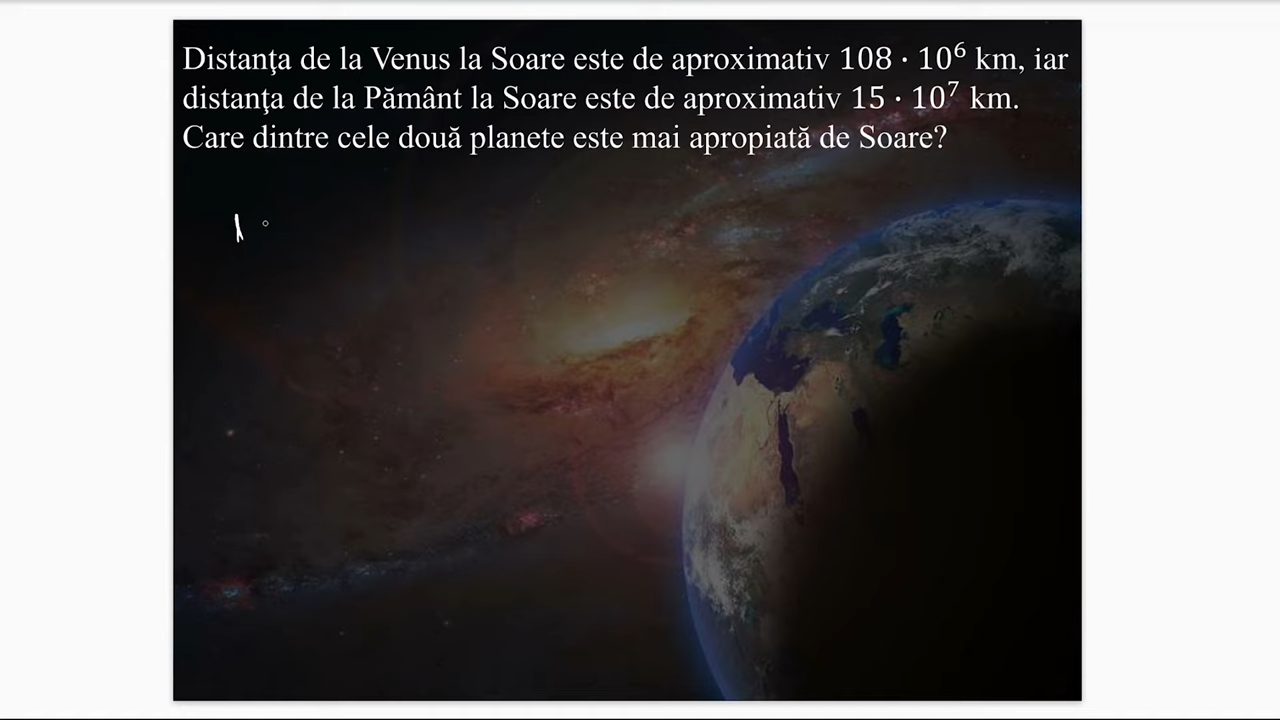 Distanţa de la Venus la Soare este de aproximativ 108 · 10⁶ km, iar
distanţa de la Pământ la Soare este de aproximativ 15 · 10⁷ km.
Care dintre cele două planete este mai apropiată de Soare?